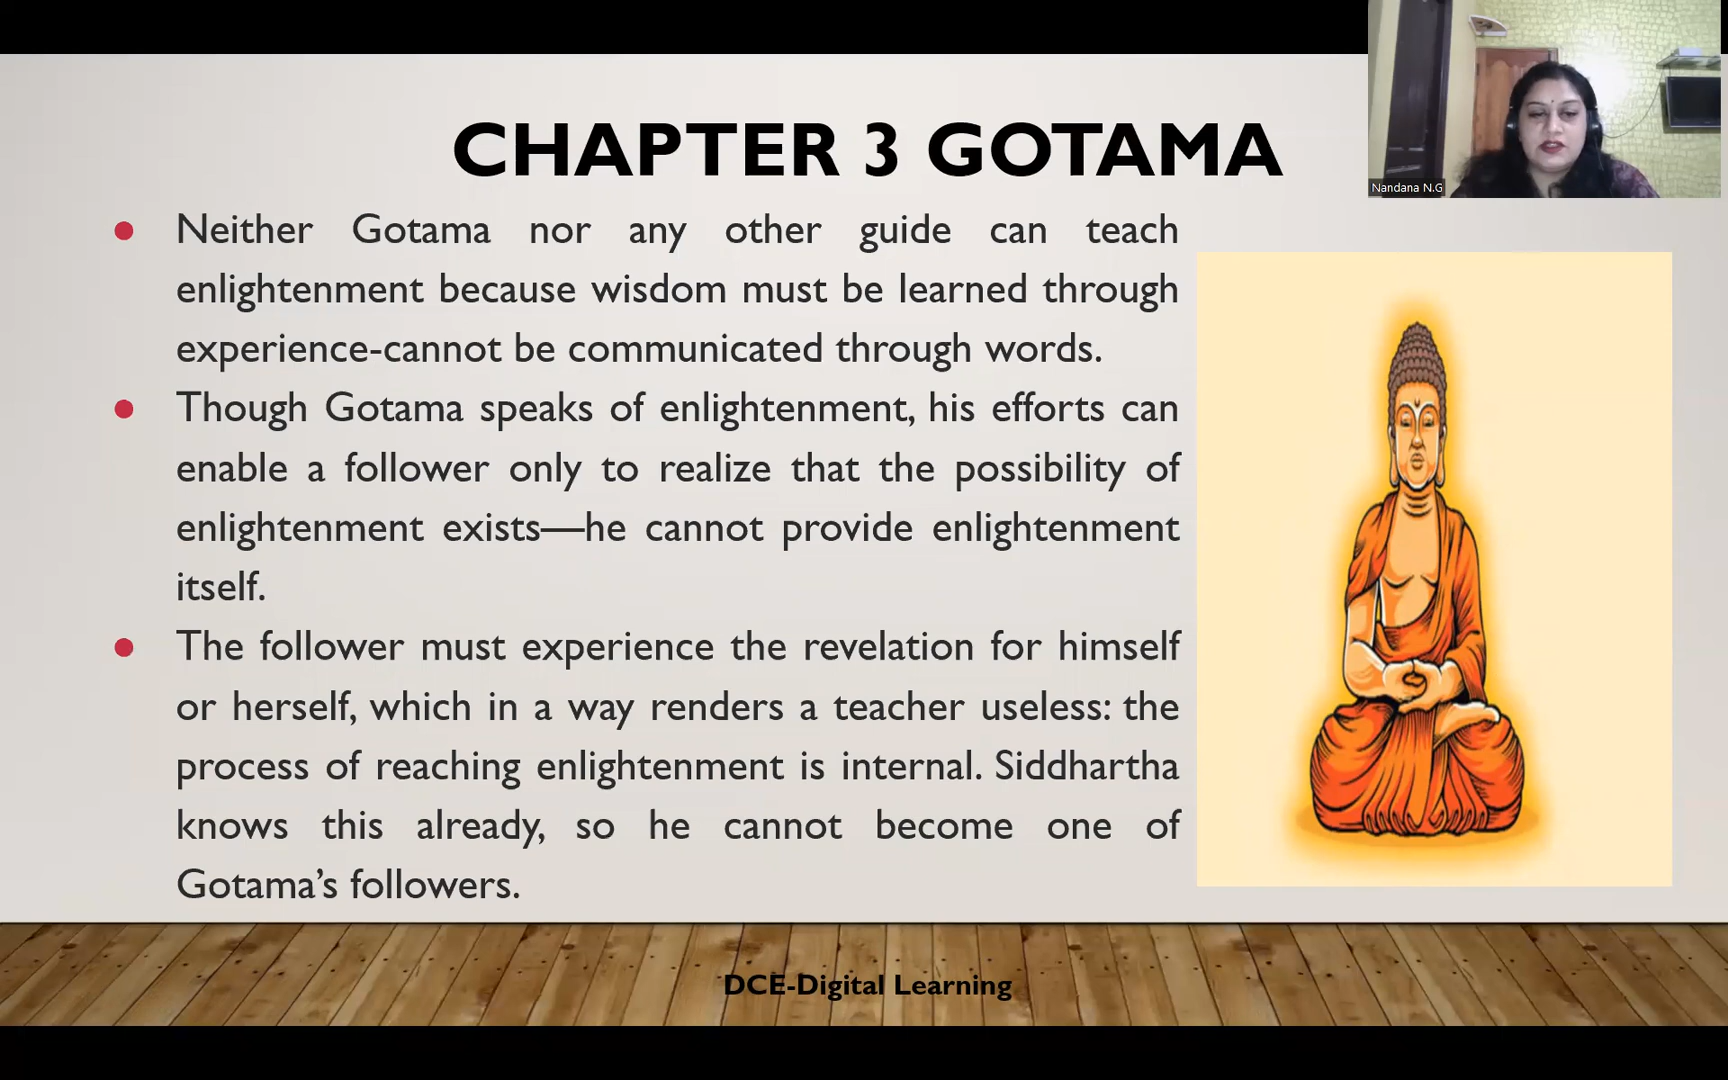 CHAPTER 3 GOTAMA
Nandana N.G
Neither Gotama nor any other guide can teach
enlightenment because wisdom must be learned through
experience-cannot be communicated through words.
Though Gotama speaks of enlightenment, his efforts can
enable a follower only to realize that the possibility of
enlightenment exists—he cannot provide enlightenment
itself.
The follower must experience the revelation for himself
or herself, which in a way renders a teacher useless: the
process of reaching enlightenment is internal. Siddhartha
knows this already, so he cannot become one of
Gotama’s followers.
DCE-Digital Learning